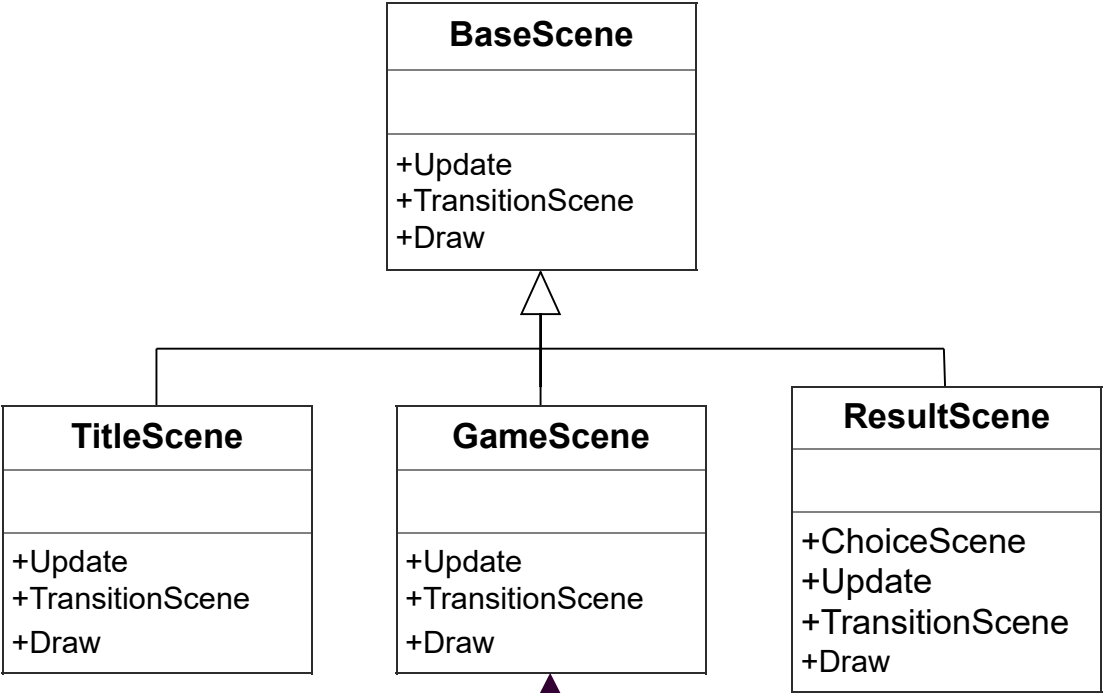 BaseScene
+Update
+TransitionScene
+Draw
TitleScene
+Update
+TransitionScene
+Draw
GameScene
+Update
+TransitionScene
+Draw
ResultScene
+ChoiceScene
+Update
+TransitionScene
+Draw